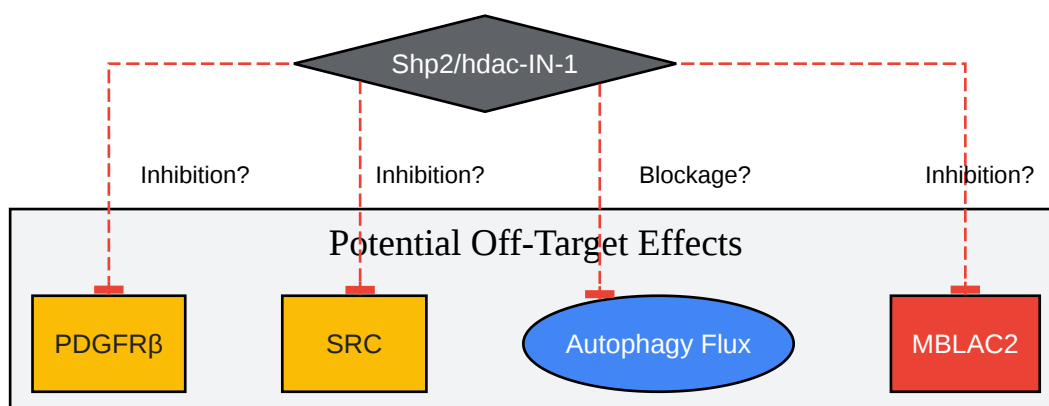 Shp2/hdac-IN-1
Inhibition?
Inhibition?
Blockage?
Inhibition?
Potential Off-Target Effects
PDGFRβ
SRC
Autophagy Flux
MBLAC2